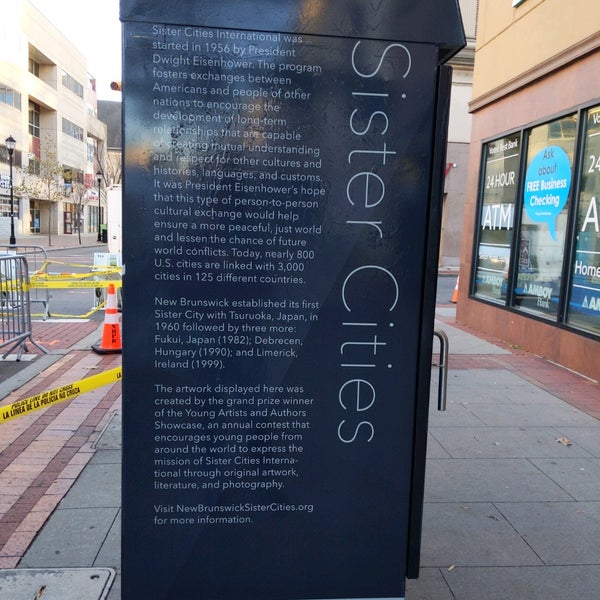 Sister Cities International was
started in 1956 by President
Dwight Eisenhower. The program
fosters exchanges between
Americans and people of other
nations to encourage the
development of long-term
relationships that are capable
of creating mutual understanding
and respect for other cultures and
histories, languages, and customs.
It was President Eisenhower's hope
that this type of person-to-person
cultural exchange would help
ensure a more peaceful, just world
and lessen the chance of future
world conflicts. Today, nearly 800
U.S. cities are linked with 3,000
cities in 125 different countries.
New Brunswick established its first
Sister City with Tsuruoka, Japan, in
1960 followed by three more:
Fukui, Japan (1982); Debrecen,
Hungary (1990); and Limerick,
Ireland (1999).
The artwork displayed here was
created by the grand prize winner
of the Young Artists and Authors
Showcase, an annual contest that
encourages young people from
around the world to express the
mission of Sister Cities Interna-
tional through original artwork,
literature, and photography.
Visit NewBrunswickSisterCities.org
for more information.
Sister Cities
Voted Best Bank
24 HOUR
ATM
Ask
about
FREE Business
Checking
AMBOY
Bank
Voted
24
A
Home
AMBOY
POLICE LINE DO NOT CROSS
LA LINEA DE LA POLICIA NO CRUZA